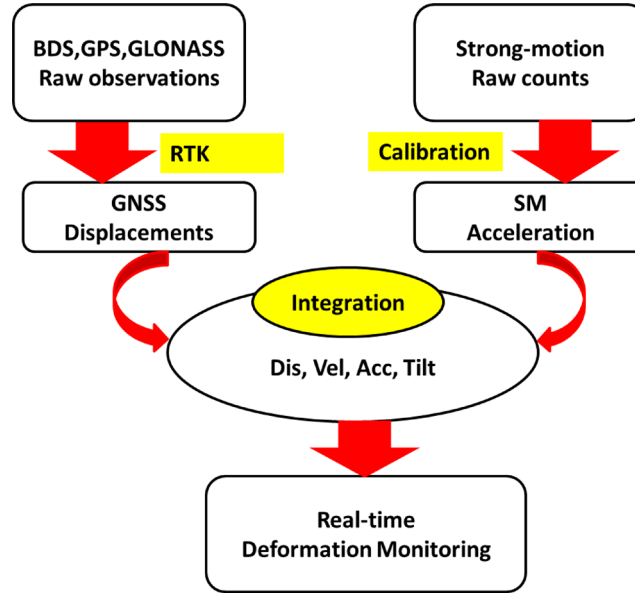 BDS,GPS,GLONASS
Raw observations
Strong-motion
Raw counts
RTK
Calibration
GNSS
Displacements
SM
Acceleration
Integration
Dis, Vel, Acc, Tilt
Real-time
Deformation Monitoring